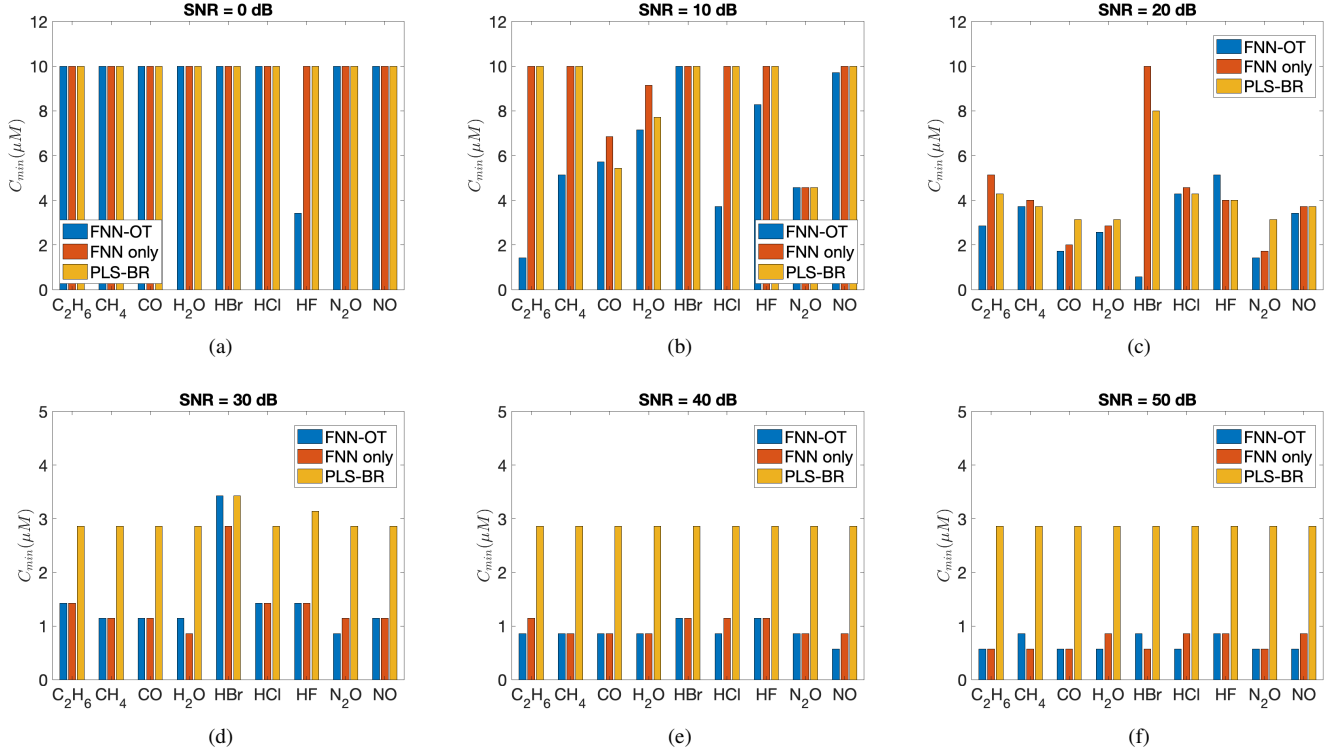 SNR = 0 dB
12
10
8
6
4
2
0
C_min(μM)
FNN-OT
FNN only
PLS-BR
C₂H₆ CH₄ CO H₂O HBr HCl HF N₂O NO
(a)
SNR = 10 dB
12
10
8
6
4
2
0
C_min(μM)
FNN-OT
FNN only
PLS-BR
C₂H₆ CH₄ CO H₂O HBr HCl HF N₂O NO
(b)
SNR = 20 dB
12
10
8
6
4
2
0
C_min(μM)
FNN-OT
FNN only
PLS-BR
C₂H₆ CH₄ CO H₂O HBr HCl HF N₂O NO
(c)
SNR = 30 dB
5
4
3
2
1
0
C_min(μM)
FNN-OT
FNN only
PLS-BR
C₂H₆ CH₄ CO H₂O HBr HCl HF N₂O NO
(d)
SNR = 40 dB
5
4
3
2
1
0
C_min(μM)
FNN-OT
FNN only
PLS-BR
C₂H₆ CH₄ CO H₂O HBr HCl HF N₂O NO
(e)
SNR = 50 dB
5
4
3
2
1
0
C_min(μM)
FNN-OT
FNN only
PLS-BR
C₂H₆ CH₄ CO H₂O HBr HCl HF N₂O NO
(f)